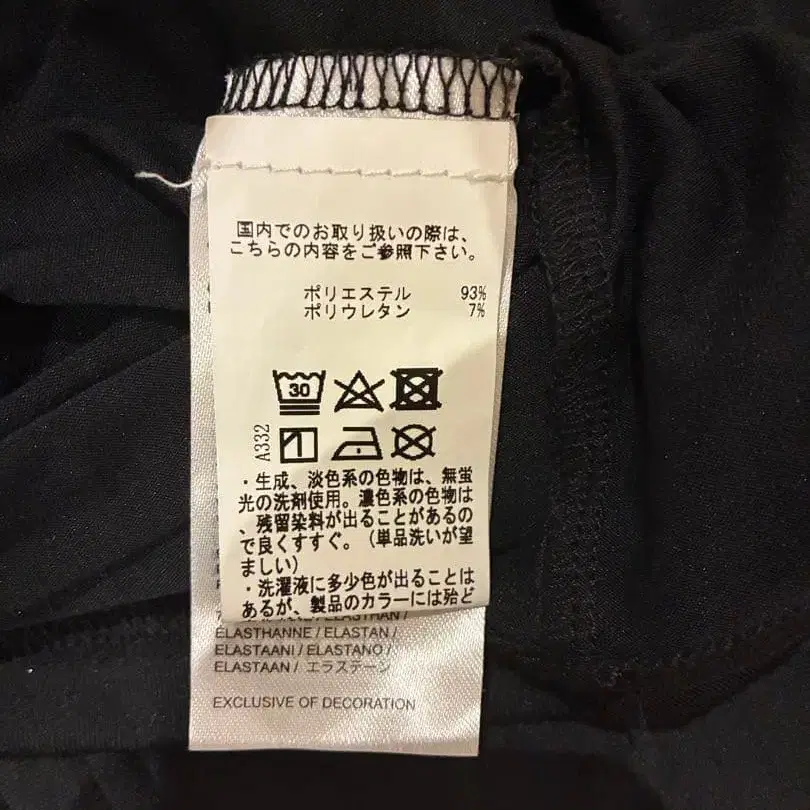 国内でのお取り扱いの際は、
こちらの内容をご参照下さい。
ポリエステル 93%
ポリウレタン 7%
30
A332
・生成、淡色系の色物は、無蛍
光の洗剤使用。濃色系の色物は
、残留染料が出ることがあるの
で良くすすぐ。（単品洗いが望
ましい）
・洗濯液に多少色が出ることは
あるが、製品のカラーには殆ど
ELASTHANNE / ELASTAN /
ELASTAANI / ELASTANO /
ELASTAAN / エラステーン
EXCLUSIVE OF DECORATION